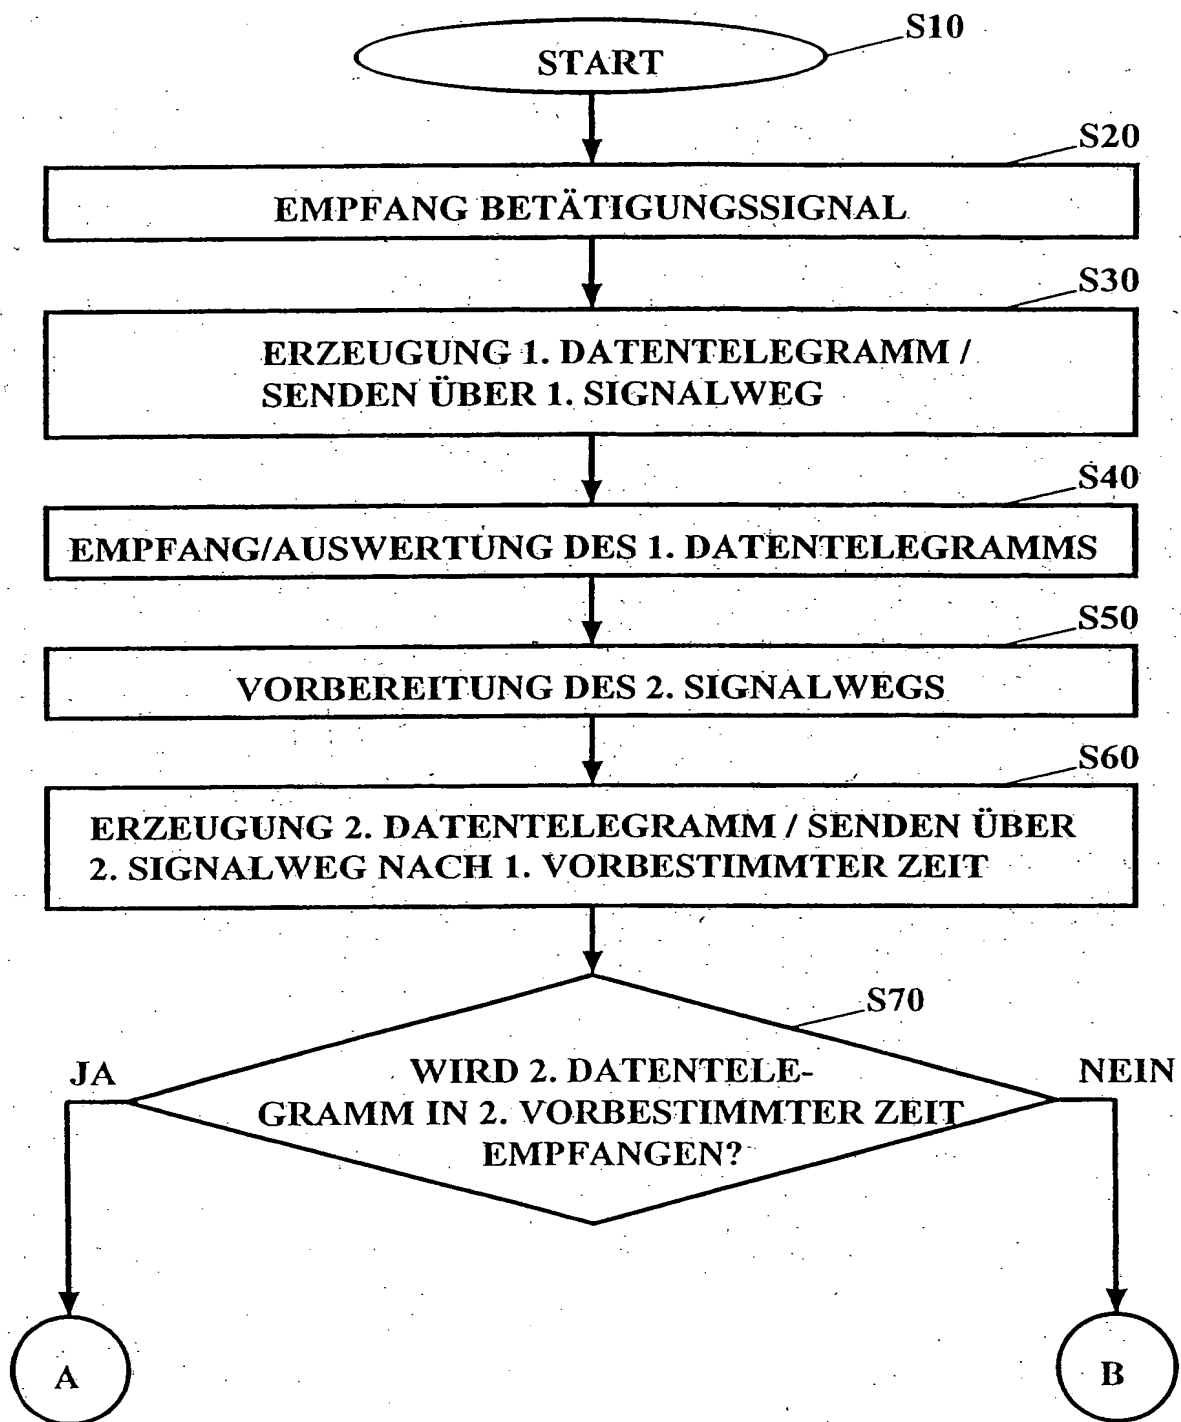 S10
START
S20
EMPFANG BETÄTIGUNGSSIGNAL
S30
ERZEUGUNG 1. DATENTELEGRAMM /
SENDEN ÜBER 1. SIGNALWEG
S40
EMPFANG/AUSWERTUNG DES 1. DATENTELEGRAMMS
S50
VORBEREITUNG DES 2. SIGNALWEGS
S60
ERZEUGUNG 2. DATENTELEGRAMM / SENDEN ÜBER
2. SIGNALWEG NACH 1. VORBESTIMMTER ZEIT
S70
JA
WIRD 2. DATENTELE-
NEIN
GRAMM IN 2. VORBESTIMMTER ZEIT
EMPFANGEN?
A
B